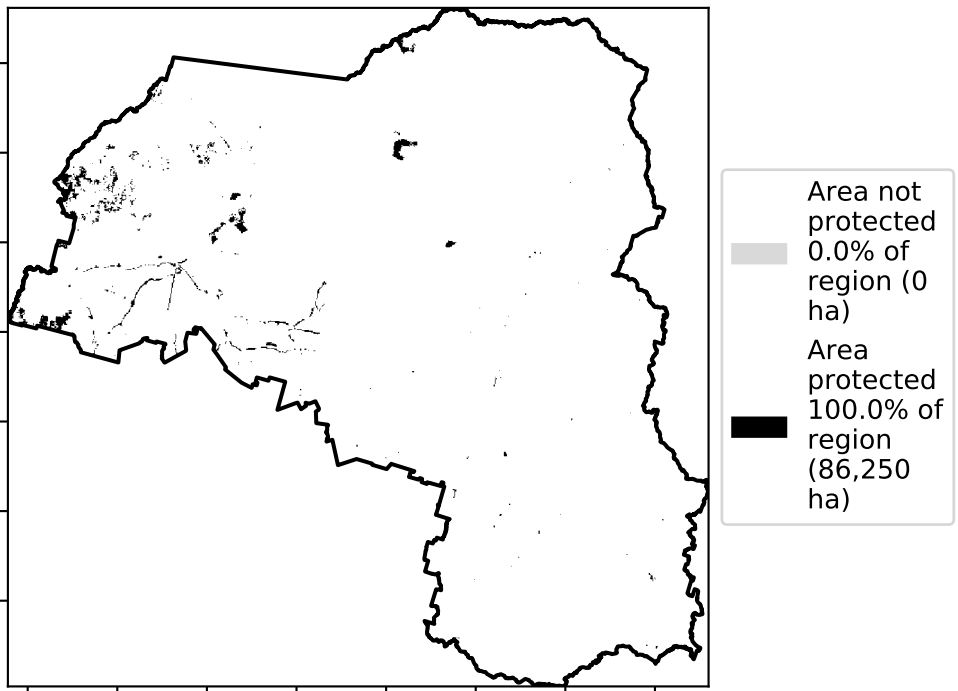 Area not
protected
0.0% of
region (0
ha)
Area
protected
100.0% of
region
(86,250
ha)